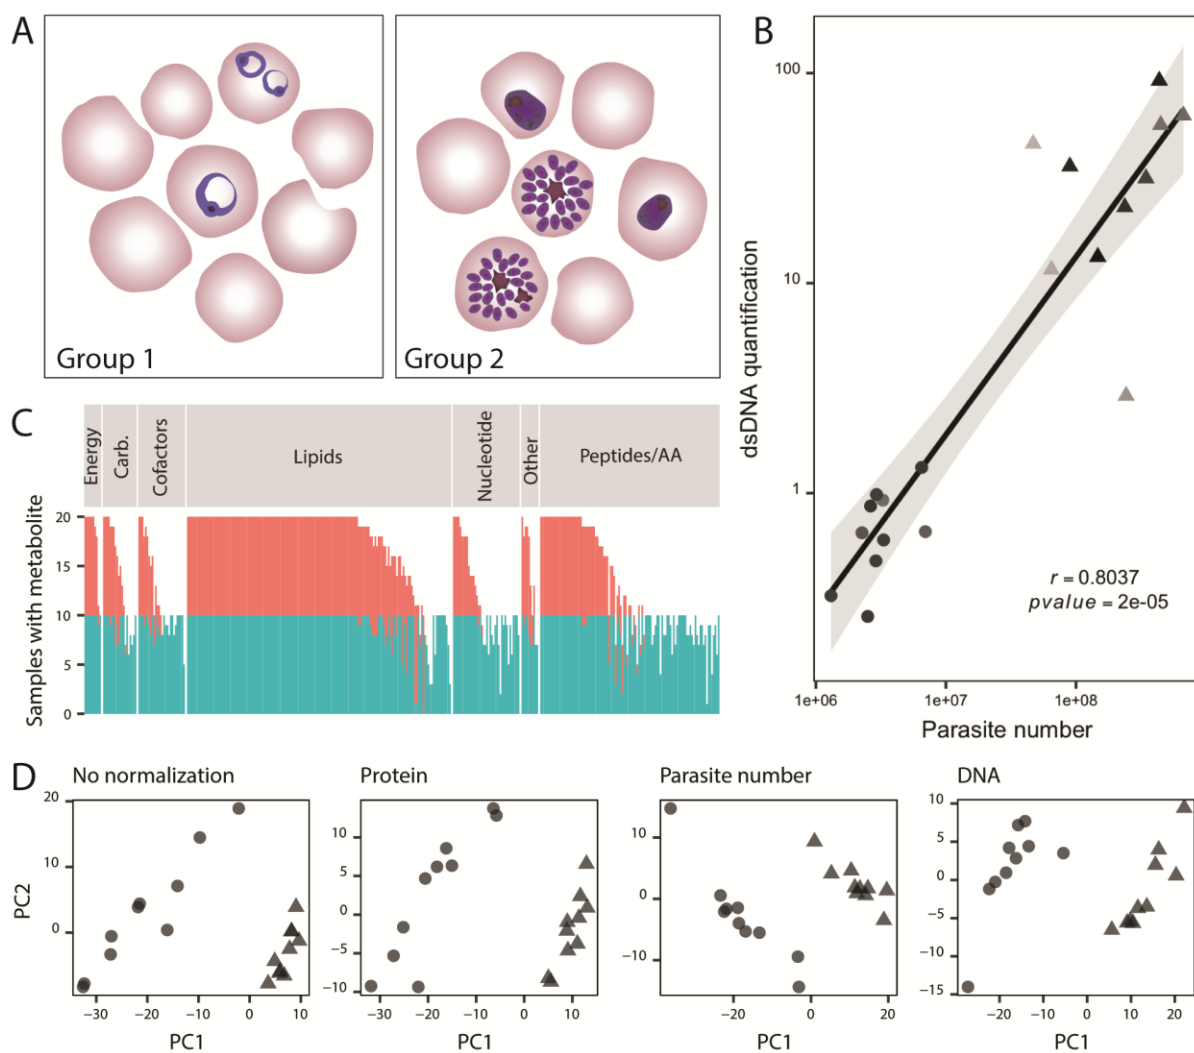 A
Group 1
Group 2
B
dsDNA quantification
100
10
1
1e+06
1e+07
1e+08
Parasite number
r = 0.8037
pvalue = 2e-05
C
Energy
Carb.
Cofactors
Lipids
Nucleotide
Other
Peptides/AA
Samples with metabolite
20
15
10
5
0
D
No normalization
PC2
20
10
0
−30
−20
−10
0
10
PC1
Protein
10
5
0
−5
−10
−30
−20
−10
0
10
PC1
Parasite number
10
0
−10
−20
0
20
PC1
DNA
10
5
0
−5
−10
−15
−20
−10
0
10
20
PC1